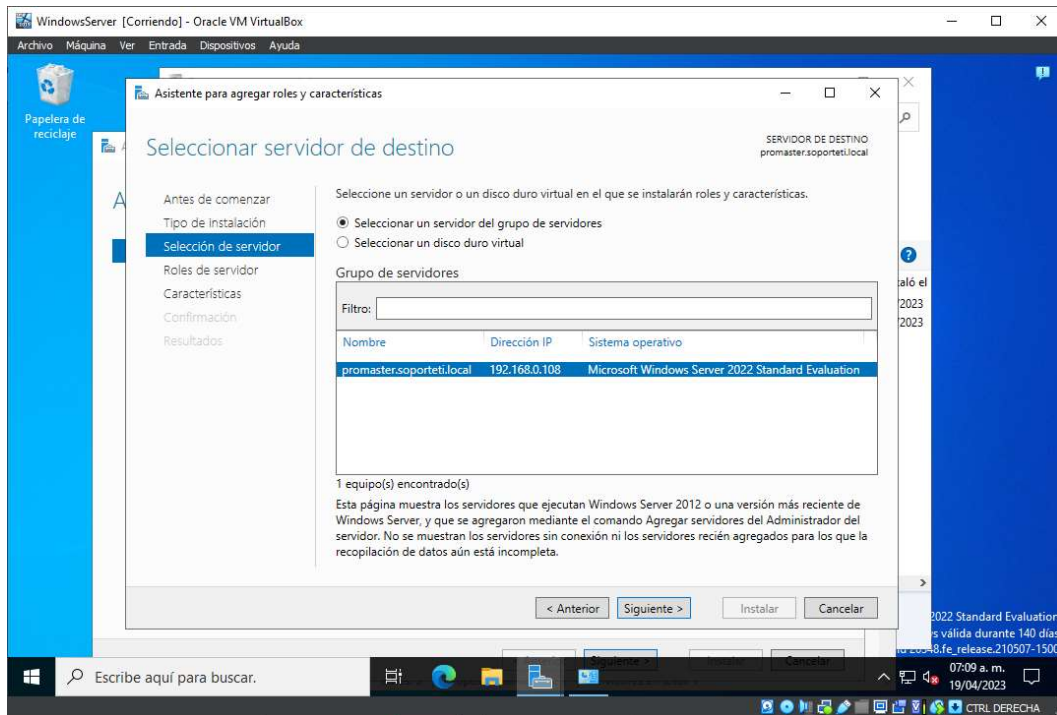 WindowsServer [Corriendo] - Oracle VM VirtualBox
Archivo Máquina Ver Entrada Dispositivos Ayuda
Papelera de
reciclaje
Asistente para agregar roles y características
Seleccionar servidor de destino
SERVIDOR DE DESTINO
promaster.soporteti.local
A
Antes de comenzar
Tipo de instalación
Selección de servidor
Roles de servidor
Características
Confirmación
Resultados
Seleccione un servidor o un disco duro virtual en el que se instalarán roles y características.
Seleccionar un servidor del grupo de servidores
Seleccionar un disco duro virtual
Grupo de servidores
Filtro:
Nombre Dirección IP Sistema operativo
promaster.soporteti.local 192.168.0.108 Microsoft Windows Server 2022 Standard Evaluation
1 equipo(s) encontrado(s)
Esta página muestra los servidores que ejecutan Windows Server 2012 o una versión más reciente de
Windows Server, y que se agregaron mediante el comando Agregar servidores del Administrador del
servidor. No se muestran los servidores sin conexión ni los servidores recién agregados para los que la
recopilación de datos aún está incompleta.
< Anterior Siguiente > Instalar Cancelar
aló el
/2023
/2023
2022 Standard Evaluation
s válida durante 140 días
.fe_release.210507-1500
Siguiente > Cancelar
Escribe aquí para buscar.
07:09 a. m.
19/04/2023
CTRL DERECHA